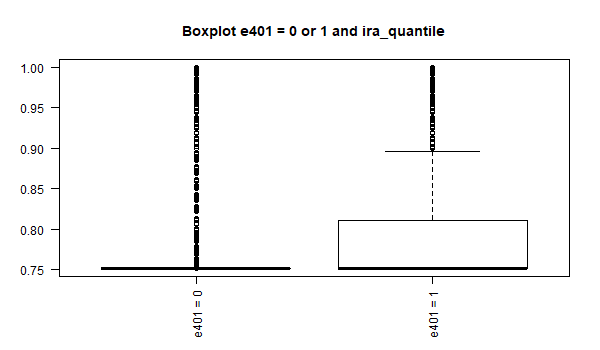 Boxplot e401 = 0 or 1 and ira_quantile
1.00
0.95
0.90
0.85
0.80
0.75
e401 = 0
e401 = 1